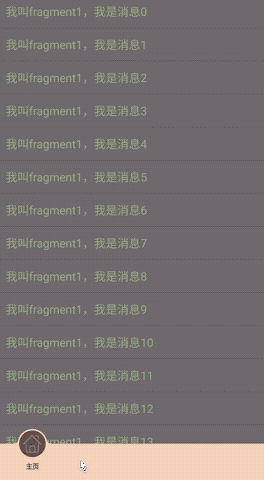 我叫fragment1，我是消息0
我叫fragment1，我是消息1
我叫fragment1，我是消息2
我叫fragment1，我是消息3
我叫fragment1，我是消息4
我叫fragment1，我是消息5
我叫fragment1，我是消息6
我叫fragment1，我是消息7
我叫fragment1，我是消息8
我叫fragment1，我是消息9
我叫fragment1，我是消息10
我叫fragment1，我是消息11
我叫fragment1，我是消息12
我叫fragment1，我是消息13
主页